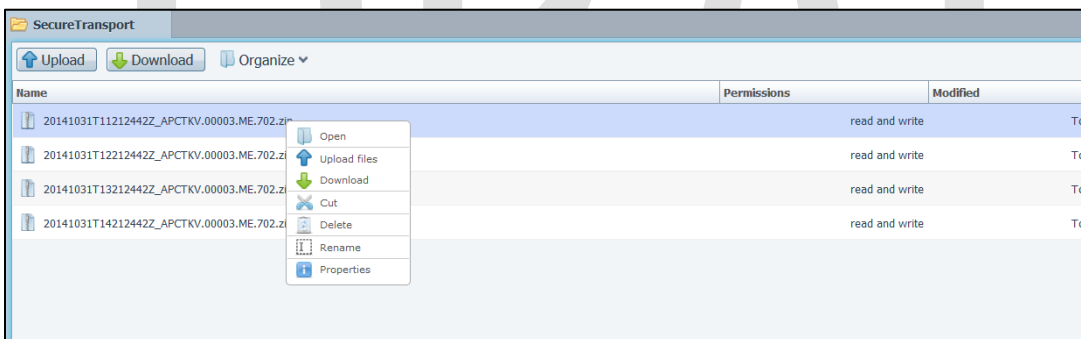 SecureTransport
Upload Download Organize
Name Permissions Modified
20141031T11212442Z_APCTKV.00003.ME.702.zip read and write
20141031T12212442Z_APCTKV.00003.ME.702.zi read and write
20141031T13212442Z_APCTKV.00003.ME.702.zi read and write
20141031T14212442Z_APCTKV.00003.ME.702.zi read and write
Open
Upload files
Download
Cut
Delete
Rename
Properties